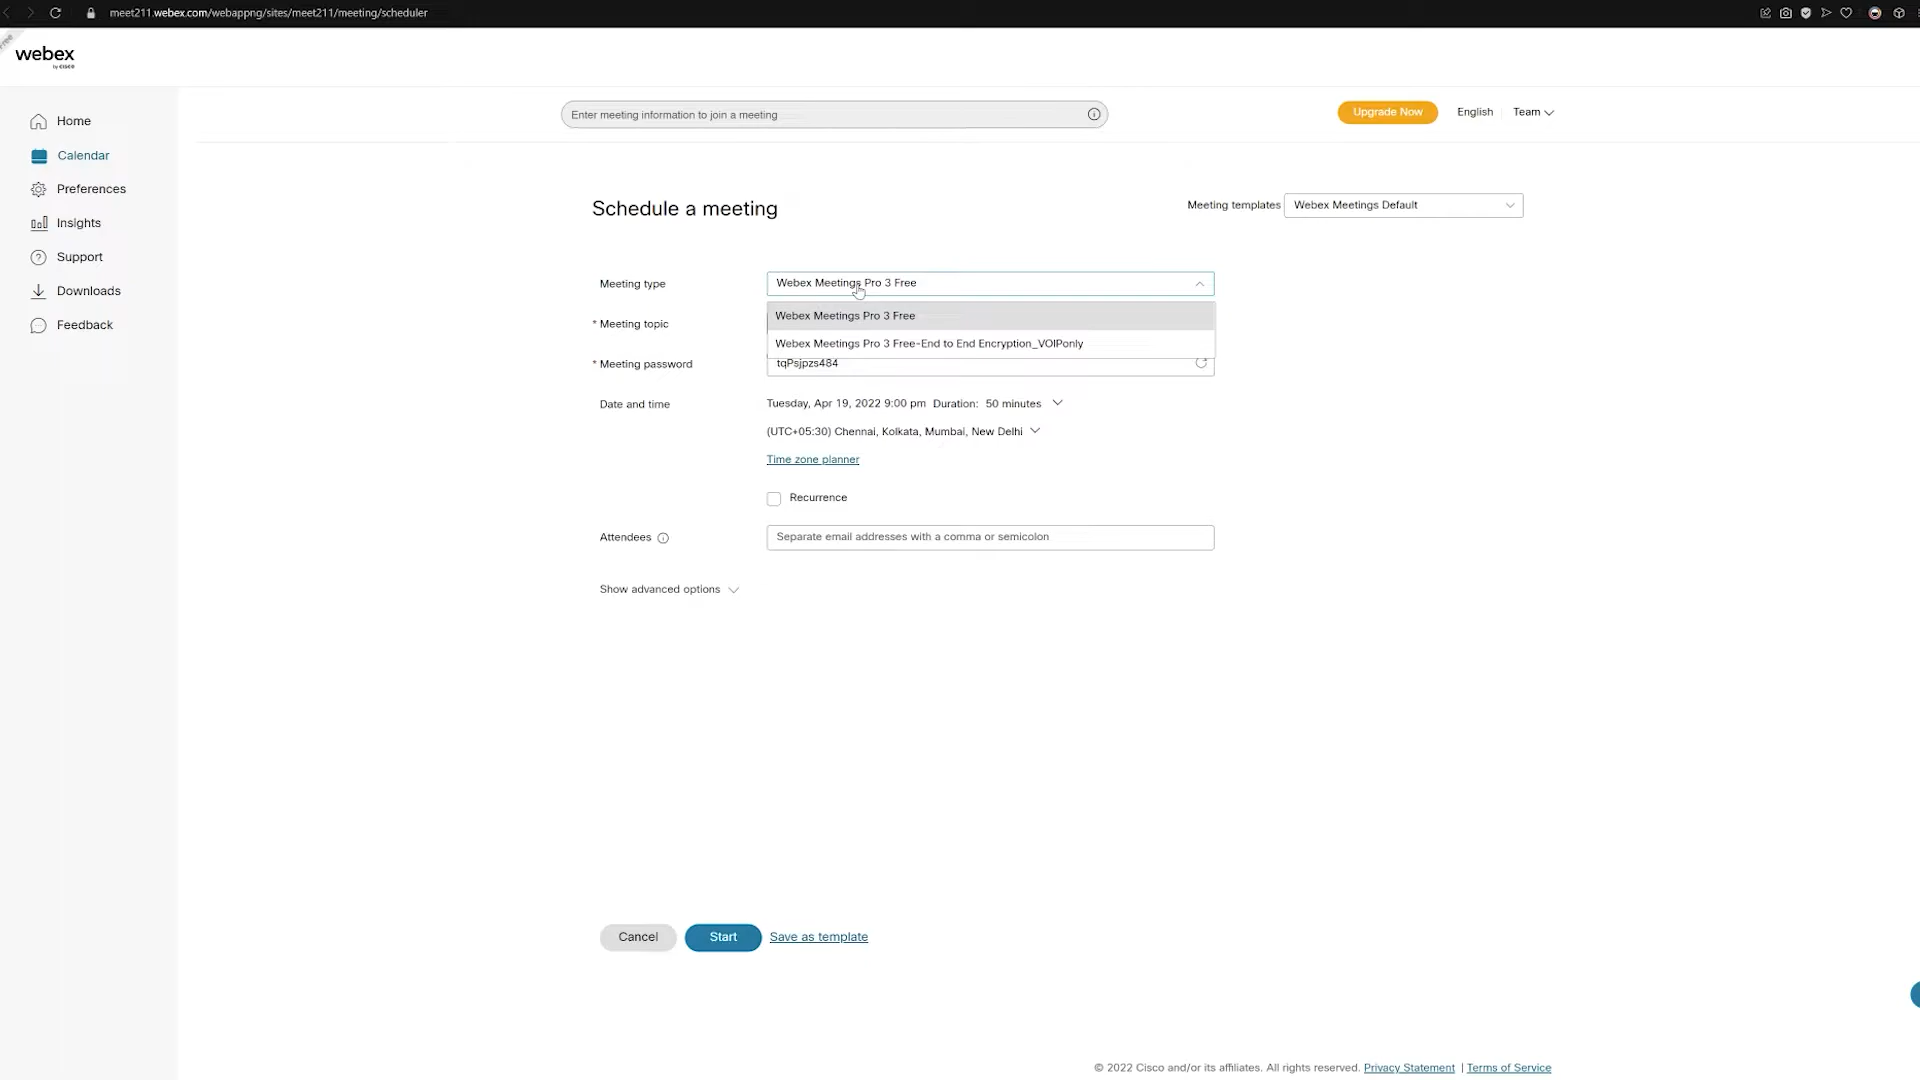 meet211.webex.com/webappng/sites/meet211/meeting/scheduler
Free
webex
by CISCO
Enter meeting information to join a meeting
Upgrade Now
English
Team
Home
Calendar
Preferences
Insights
Support
Downloads
Feedback
Schedule a meeting
Meeting templates
Webex Meetings Default
Meeting type
Webex Meetings Pro 3 Free
Webex Meetings Pro 3 Free
Webex Meetings Pro 3 Free-End to End Encryption_VOIPonly
* Meeting topic
* Meeting password
tqPsjpzs484
Date and time
Tuesday, Apr 19, 2022 9:00 pm Duration: 50 minutes
(UTC+05:30) Chennai, Kolkata, Mumbai, New Delhi
Time zone planner
Recurrence
Attendees
Separate email addresses with a comma or semicolon
Show advanced options
Cancel
Start
Save as template
© 2022 Cisco and/or its affiliates. All rights reserved. Privacy Statement | Terms of Service